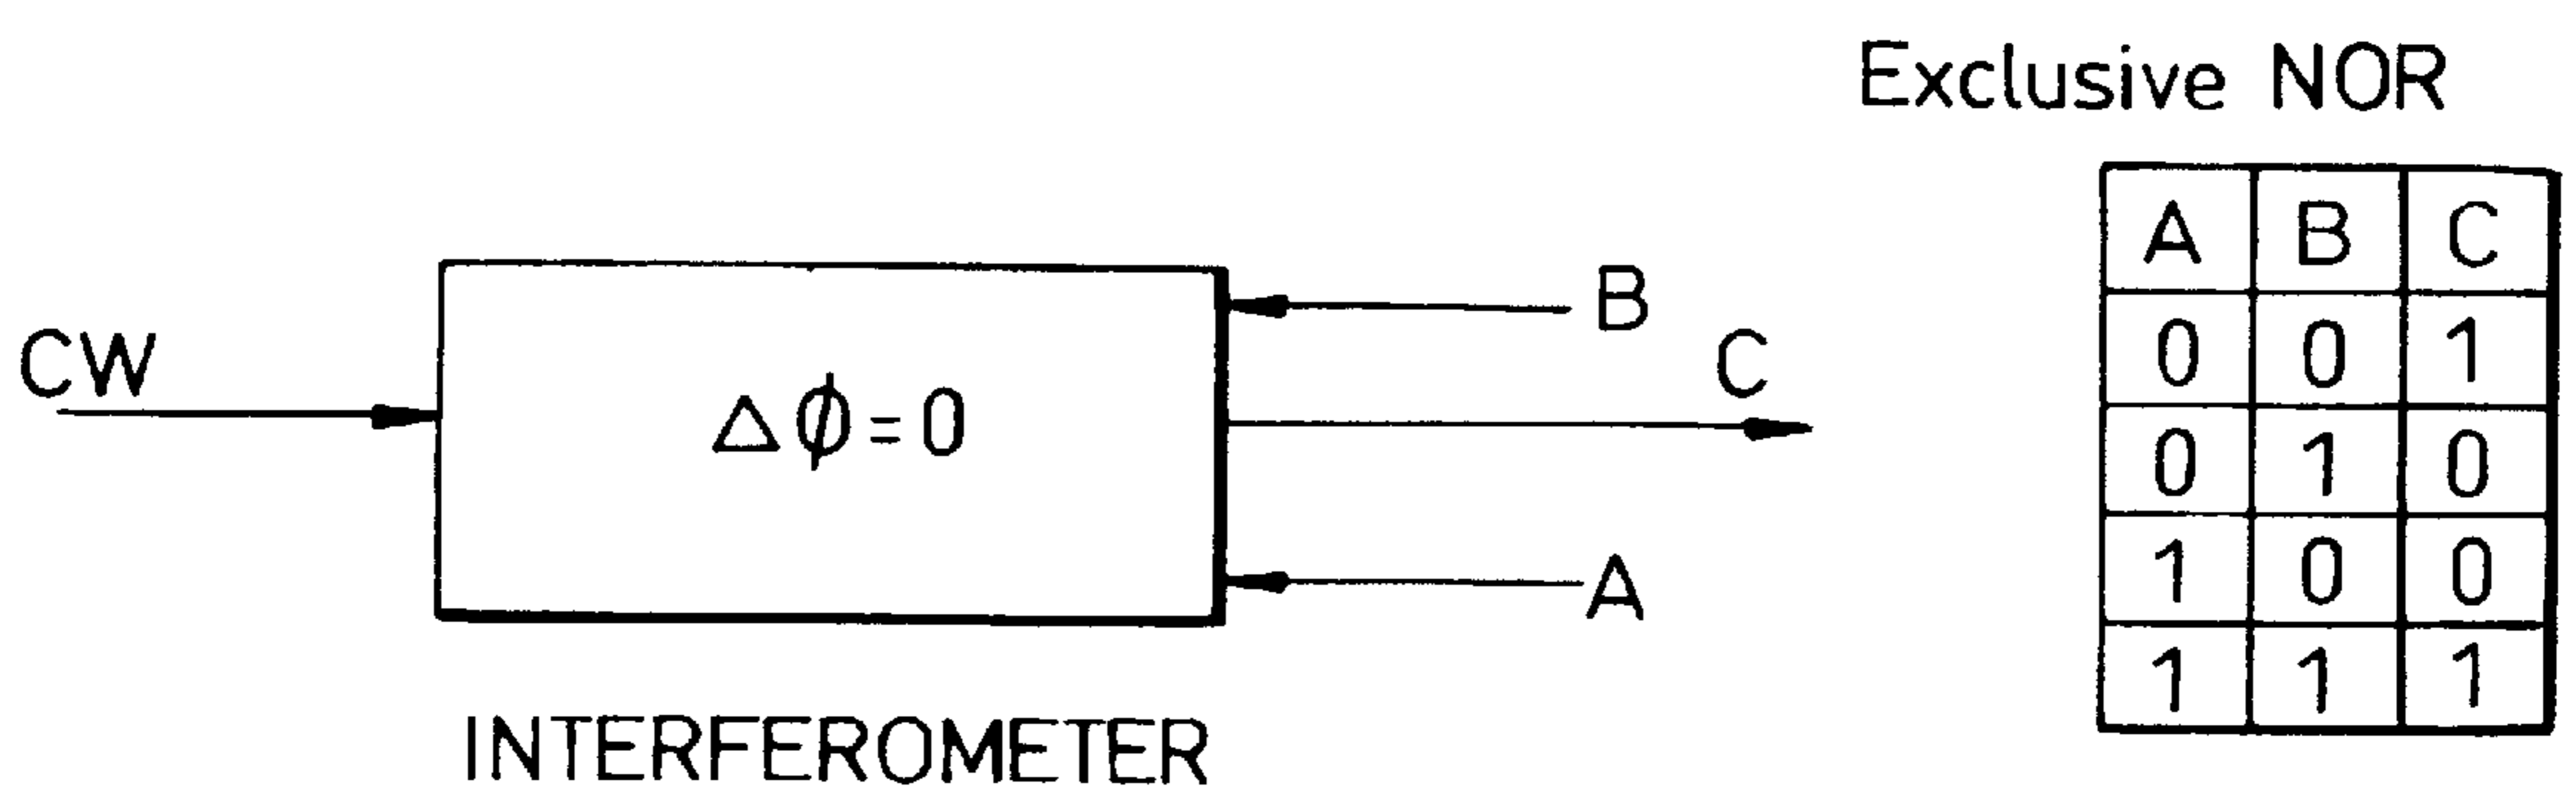 Exclusive NOR
CW
Δϕ=0
B
C
A
INTERFEROMETER
A B C
0 0 1
0 1 0
1 0 0
1 1 1